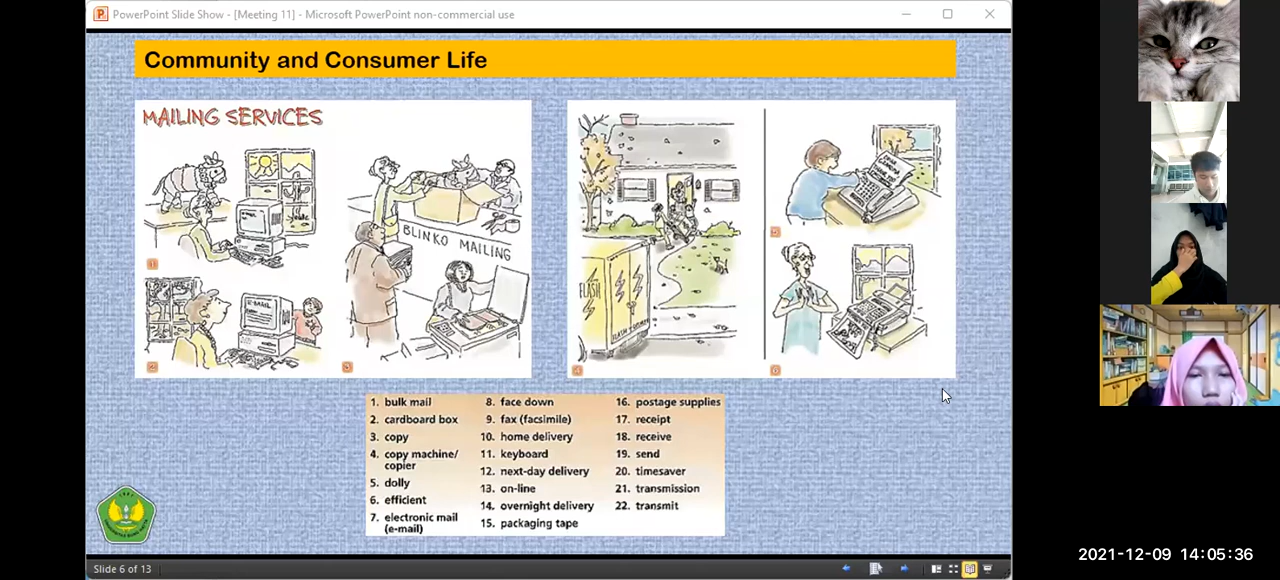 PowerPoint Slide Show - [Meeting 11] - Microsoft PowerPoint non-commercial use
Community and Consumer Life
MAILING SERVICES
BLINKO MAILING
E-MAIL
FLASH
1. bulk mail
2. cardboard box
3. copy
4. copy machine/
copier
5. dolly
6. efficient
7. electronic mail
(e-mail)
8. face down
9. fax (facsimile)
10. home delivery
11. keyboard
12. next-day delivery
13. on-line
14. overnight delivery
15. packaging tape
16. postage supplies
17. receipt
18. receive
19. send
20. timesaver
21. transmission
22. transmit
Slide 6 of 13
2021-12-09 14:05:36